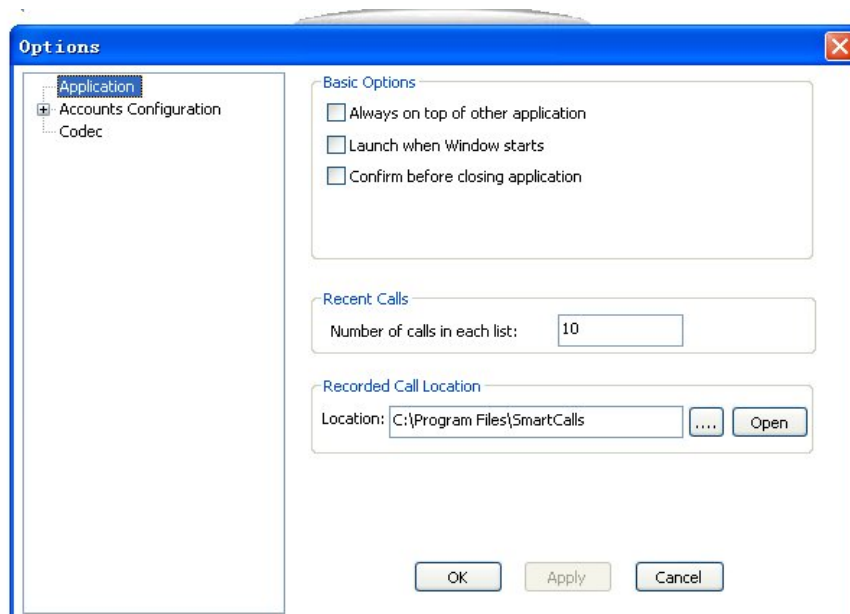 Options
Application
Accounts Configuration
Codec
Basic Options
Always on top of other application
Launch when Window starts
Confirm before closing application
Recent Calls
Number of calls in each list: 10
Recorded Call Location
Location: C:\Program Files\SmartCalls .... Open
OK Apply Cancel